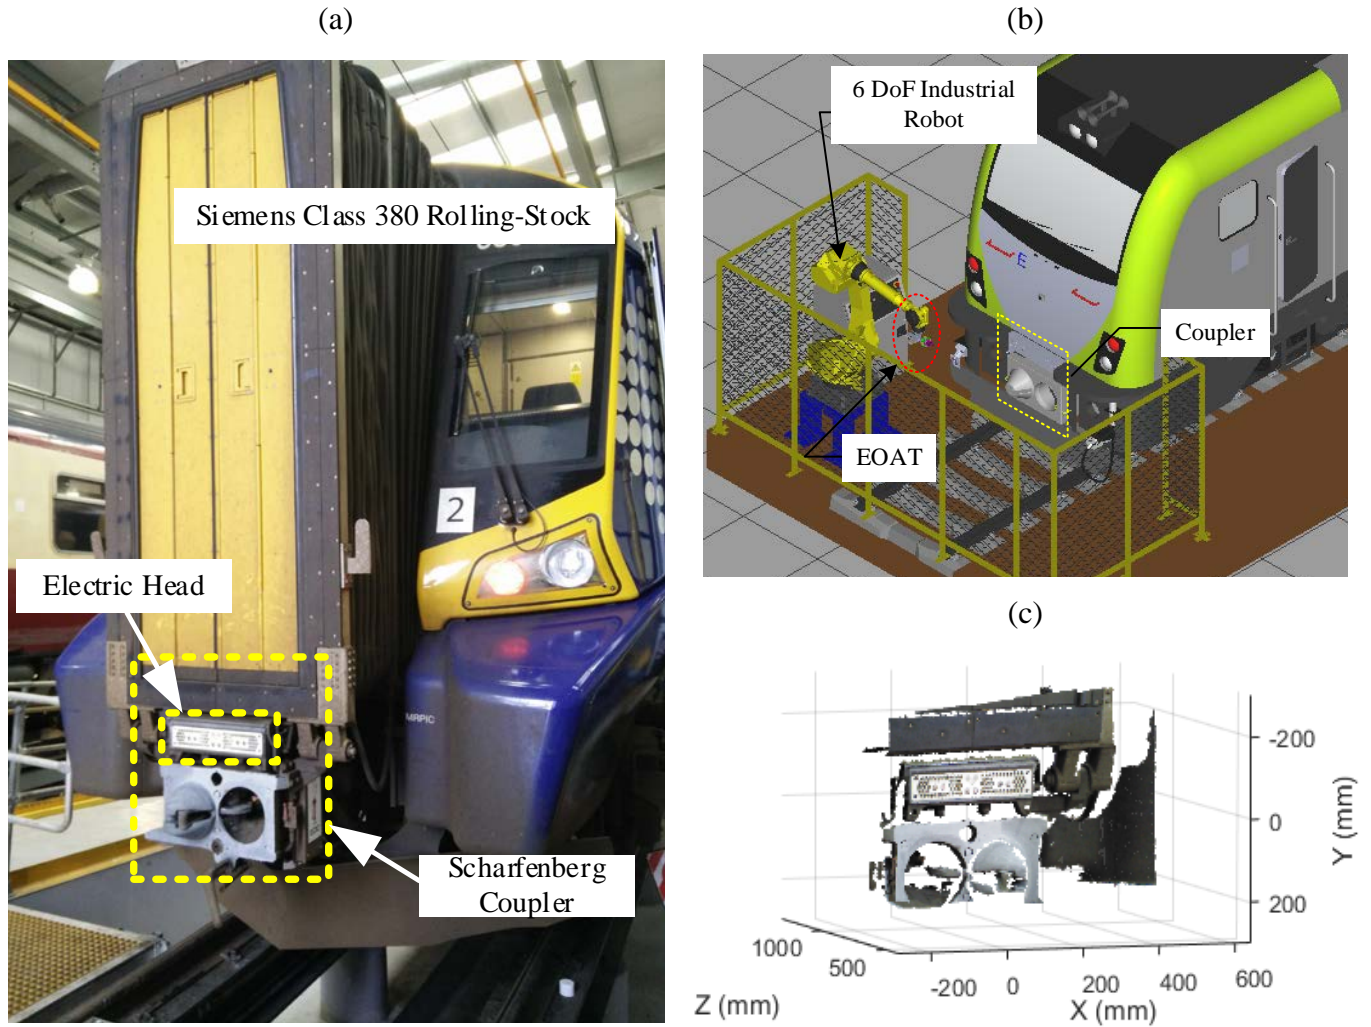 (a)
Siemens Class 380 Rolling-Stock
2
Electric Head
MRPIC
Scharfenberg
Coupler
(b)
6 DoF Industrial
Robot
E
Coupler
EOAT
(c)
-200
0
200
Y (mm)
1000
500
Z (mm)
-200
0
200
400
600
X (mm)